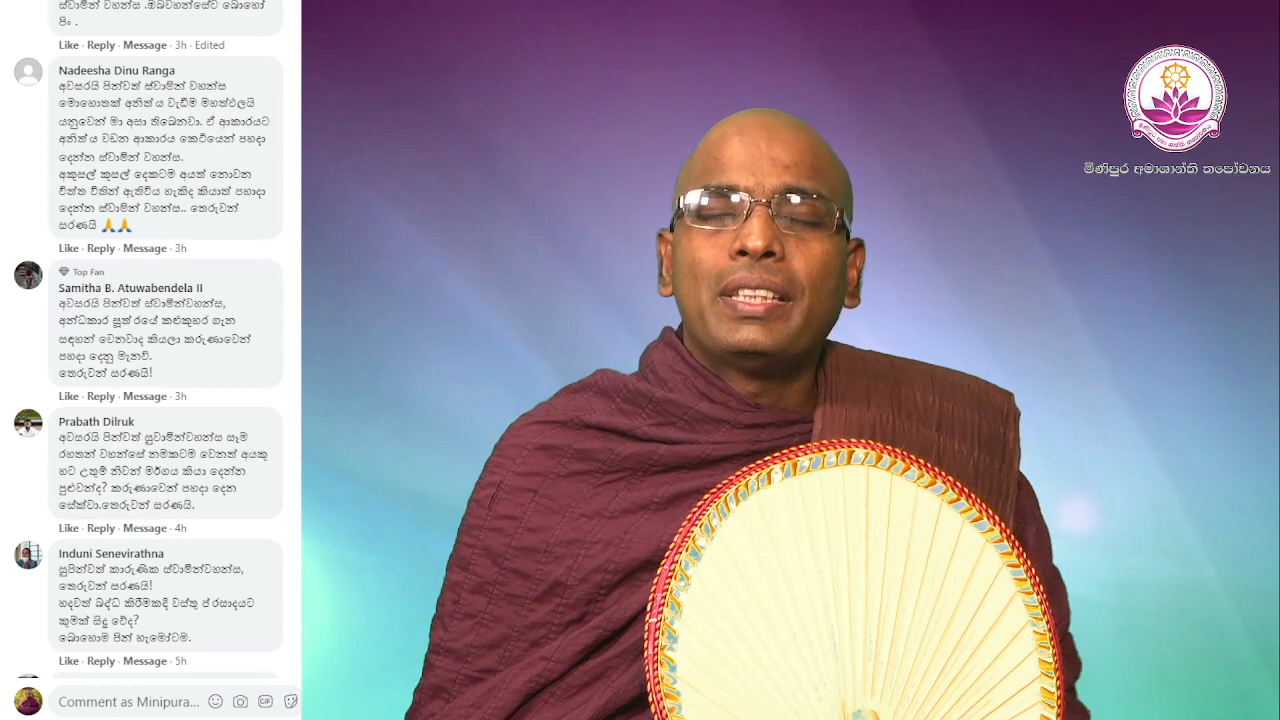 ස්වාමින් වහන්ස .ඔබවහන්සේට බොහෝ
පිං .
Like · Reply · Message · 3h · Edited
Nadeesha Dinu Ranga
අවසරයි පින්වත් ස්වාමින් වහන්ස
මොහොතක් අනිත් ය වැඩීම මහත්ඵලයි
යනුවෙන් මා අසා තිබෙනවා. ඒ ආකාරයට
අනිත් ය වඩන ආකාරය කෙටියෙන් පහදා
දෙන්න ස්වාමින් වහන්ස.
අකුසල් කුසල් දෙකටම අයත් නොවන
චිත්ත වීතින් ඇතිවිය හැකිද කියාත් පහාදා
දෙන්න ස්වාමින් වහන්ස.. තෙරුවන්
සරණයි 🙏🙏
Like · Reply · Message · 3h
Top Fan
Samitha B. Atuwabendela II
අවසරයි පින්වත් ස්වාමීන්වහන්ස,
අන්ධකාර සූත් රයේ කළුකුහර ගැන
සඳහන් වෙනවාද කියලා කරුණාවෙන්
පහදා දෙනු මැනවි.
තෙරුවන් සරණයි!
Like · Reply · Message · 3h
Prabath Dilruk
අවසරයි පින්වත් ස්වාමින්වහන්ස සෑම
රහතන් වහන්සේ නමකටම වෙනත් අයකු
හට උතුම් නිවන් මර්ගය කියා දෙන්න
පුළුවන්ද? කරුණාවෙන් පහදා දෙන
සේක්වා.තෙරුවන් සරණයි.
Like · Reply · Message · 4h
Induni Senevirathna
සුපින්වත් කාරුණික ස්වාමීන්වහන්ස,
තෙරුවන් සරණයි!
හදවත් බද්ධ කිරීමකදී වස්තු ප් රසාදයට
කුමක් සිදු වේද?
බොහොම පින් හැමෝටම.
Like · Reply · Message · 5h
Comment as Minipura...
GIF
මිණිපුර අමාශාන්ති තපෝවනය